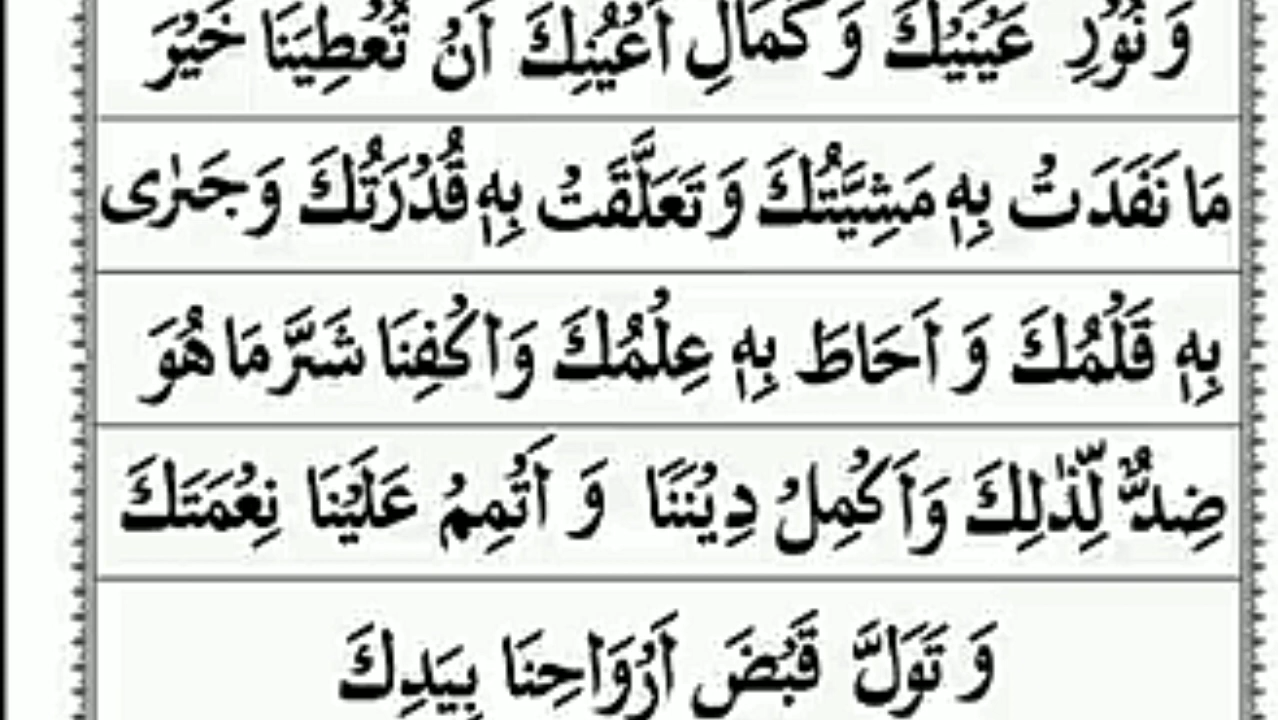 وَ نُوْرِ عَيْنَيْكَ وَ كَمَالِ اَعْيُنِكَ اَنْ تُعْطِيَنَا خَيْرَ
مَا نَفَدَتْ بِهٖ مَشِيَّتُكَ وَ تَعَلَّقَتْ بِهٖ قُدْرَتُكَ وَ جَرٰى
بِهٖ قَلَمُكَ وَ اَحَاطَ بِهٖ عِلْمُكَ وَاكْفِنَا شَرَّ مَا هُوَ
ضِدٌّ لِّذٰلِكَ وَ اَكْمِلْ دِيْنَنَا وَ اَتْمِمْ عَلَيْنَا نِعْمَتَكَ
وَ تَوَلَّ قَبْضَ اَرْوَاحِنَا بِيَدِكَ